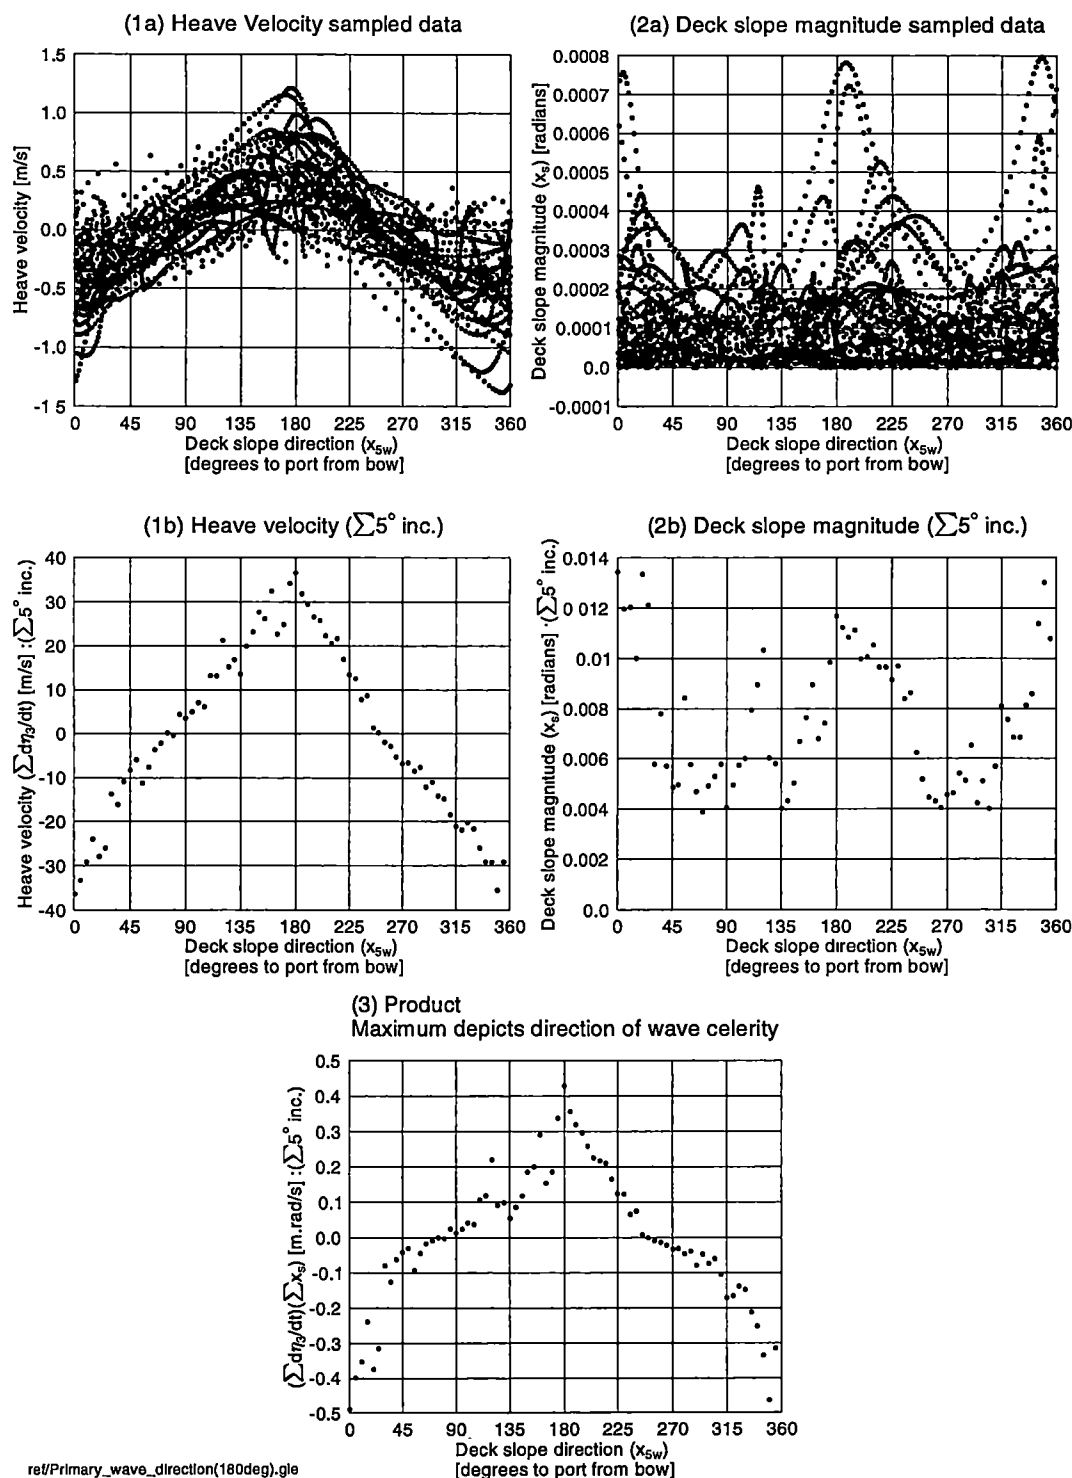 (1a) Heave Velocity sampled data
1.5
1.0
0.5
0.0
-0.5
-1.0
-1 5
Heave velocity [m/s]
0 45 90 135 180 225 270 315 360
Deck slope direction (x5w)
[degrees to port from bow]
(2a) Deck slope magnitude sampled data
0.0008
0.0007
0.0006
0.0005
0.0004
0.0003
0.0002
0.0001
0.0
-0.0001
Deck slope magnitude (xs) [radians]
0 45 90 135 180 225 270 315 360
Deck slope direction (x5w)
[degrees to port from bow]
(1b) Heave velocity (∑5° inc.)
40
30
20
10
0
-10
-20
-30
-40
Heave velocity (∑dη3/dt) [m/s] :(∑5° inc.)
0 45 90 135 180 225 270 315 360
Deck slope direction (x5w)
[degrees to port from bow]
(2b) Deck slope magnitude (∑5° inc.)
0.014
0.012
0.01
0.008
0.006
0.004
0.002
0.0
Deck slope magnitude (xs) [radians] :(∑5° inc.)
0 45 90 135 180 225 270 315 360
Deck slope direction (x5w)
[degrees to port from bow]
(3) Product
Maximum depicts direction of wave celerity
0.5
0.4
0.3
0.2
0.1
0.0
-0.1
-0.2
-0.3
-0.4
-0.5
(∑dη3/dt)(∑xs) [m.rad/s] :(∑5° inc.)
0 45 90 135 180 225 270 315 360
Deck slope direction (x5w)
[degrees to port from bow]
ref/Primary_wave_direction(180deg).gle